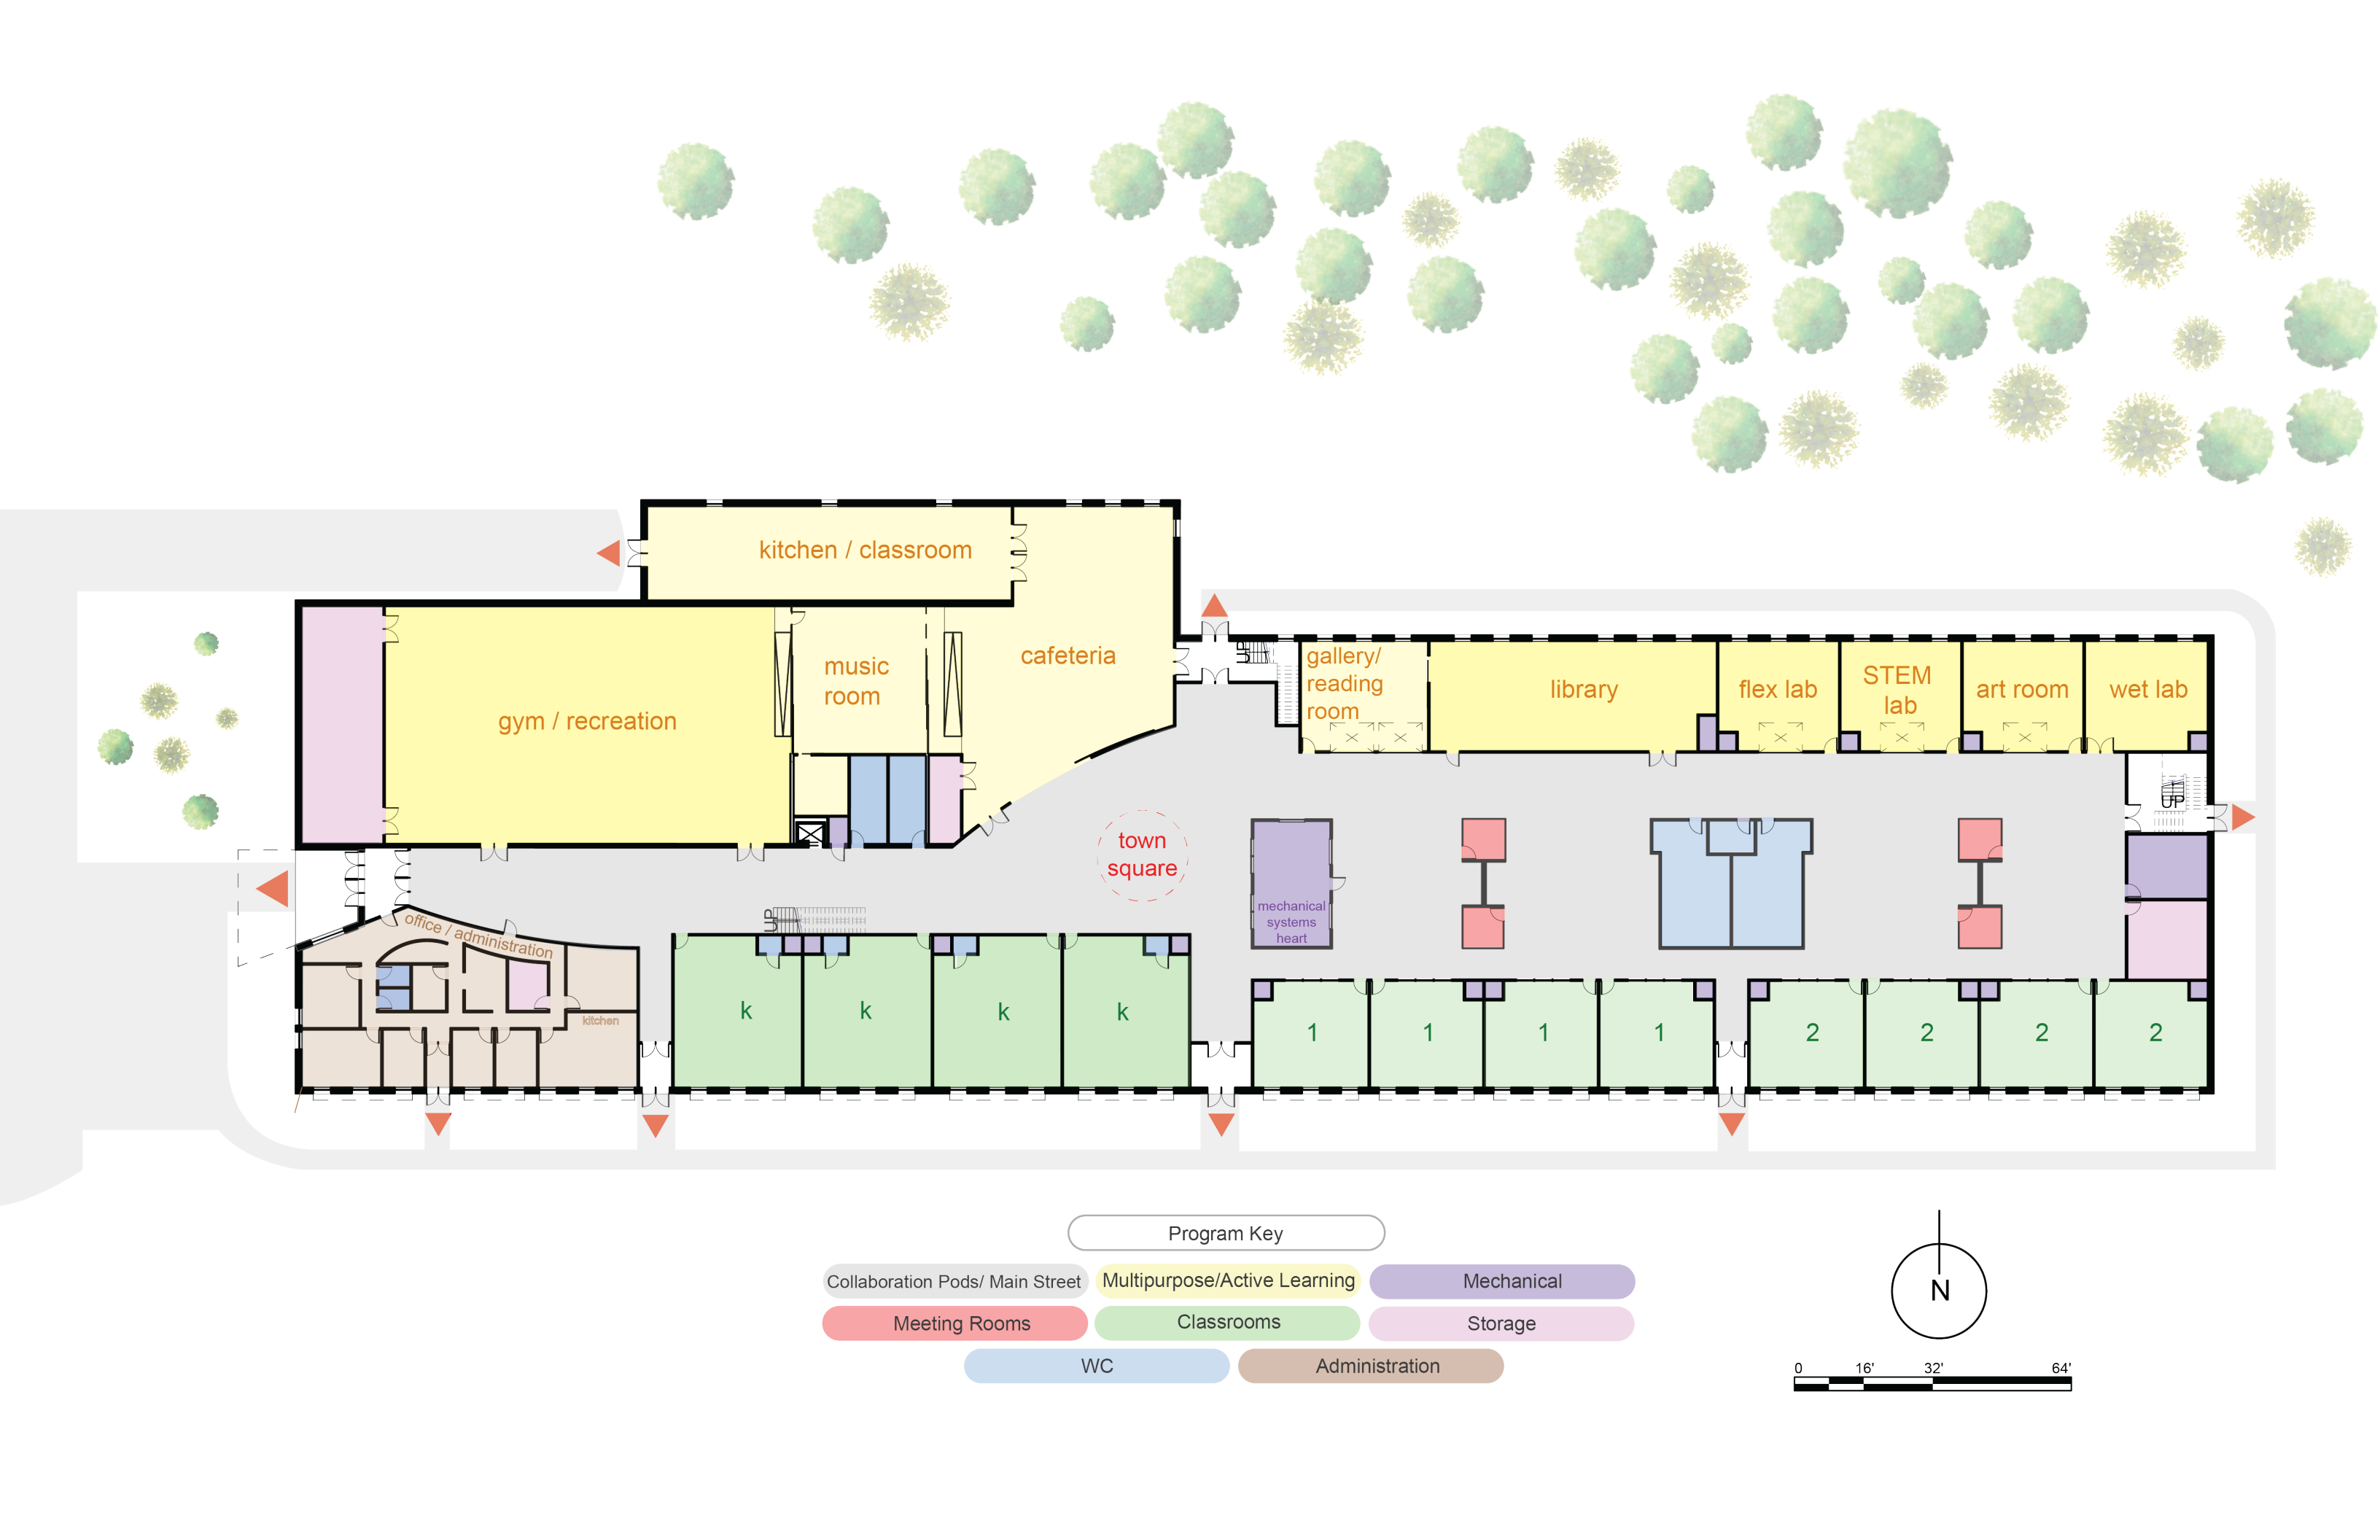 kitchen / classroom
music
room
cafeteria
gym / recreation
UP
gallery/
reading
room
library
flex lab
STEM
lab
art room
wet lab
UP
town
square
mechanical
systems
heart
UP
office / administration
kitchen
k
k
k
k
1
1
1
1
2
2
2
2
Program Key
Collaboration Pods/ Main Street
Multipurpose/Active Learning
Mechanical
Meeting Rooms
Classrooms
Storage
WC
Administration
N
0 16' 32' 64'